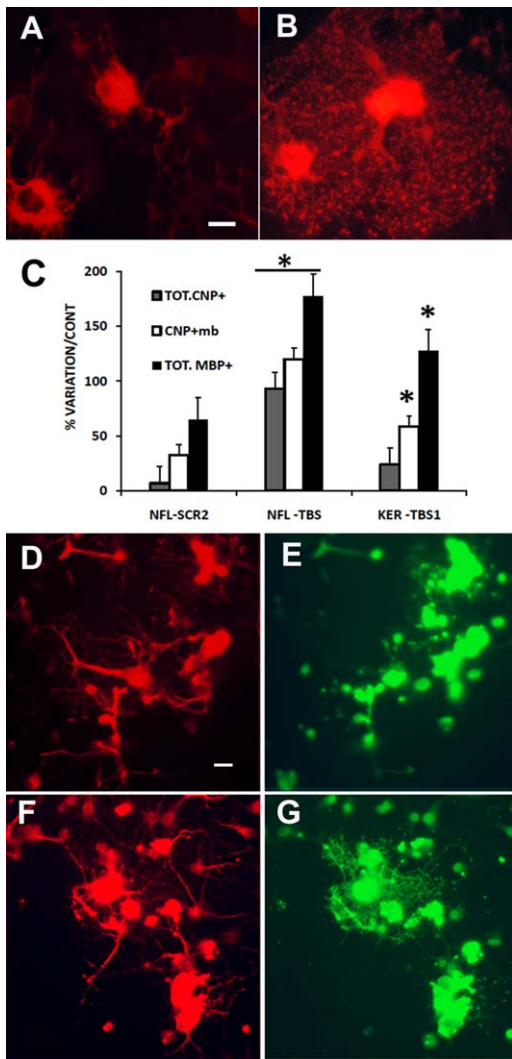 A
B
C
200
150
100
50
0
% VARIATION/CONT
TOT.CNP+
CNP+mb
TOT. MBP+
*
*
*
NFL-SCR2
NFL -TBS
KER -TBS1
D
E
F
G